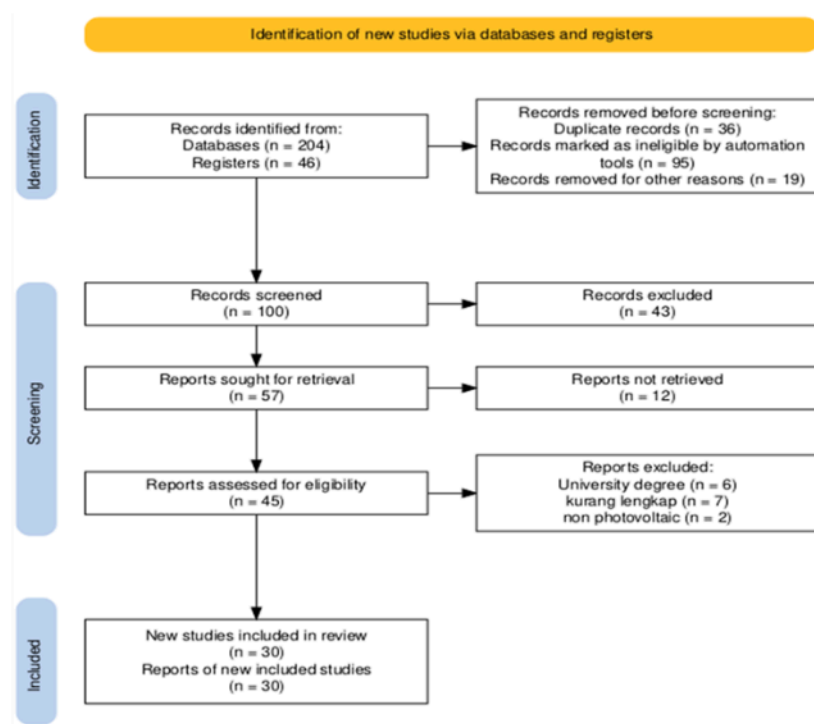 Identification of new studies via databases and registers
Identification
Records identified from:
Databases (n = 204)
Registers (n = 46)
Records removed before screening:
Duplicate records (n = 36)
Records marked as ineligible by automation
tools (n = 95)
Records removed for other reasons (n = 19)
Screening
Records screened
(n = 100)
Records excluded
(n = 43)
Reports sought for retrieval
(n = 57)
Reports not retrieved
(n = 12)
Reports assessed for eligibility
(n = 45)
Reports excluded:
University degree (n = 6)
kurang lengkap (n = 7)
non photovoltaic (n = 2)
Included
New studies included in review
(n = 30)
Reports of new included studies
(n = 30)